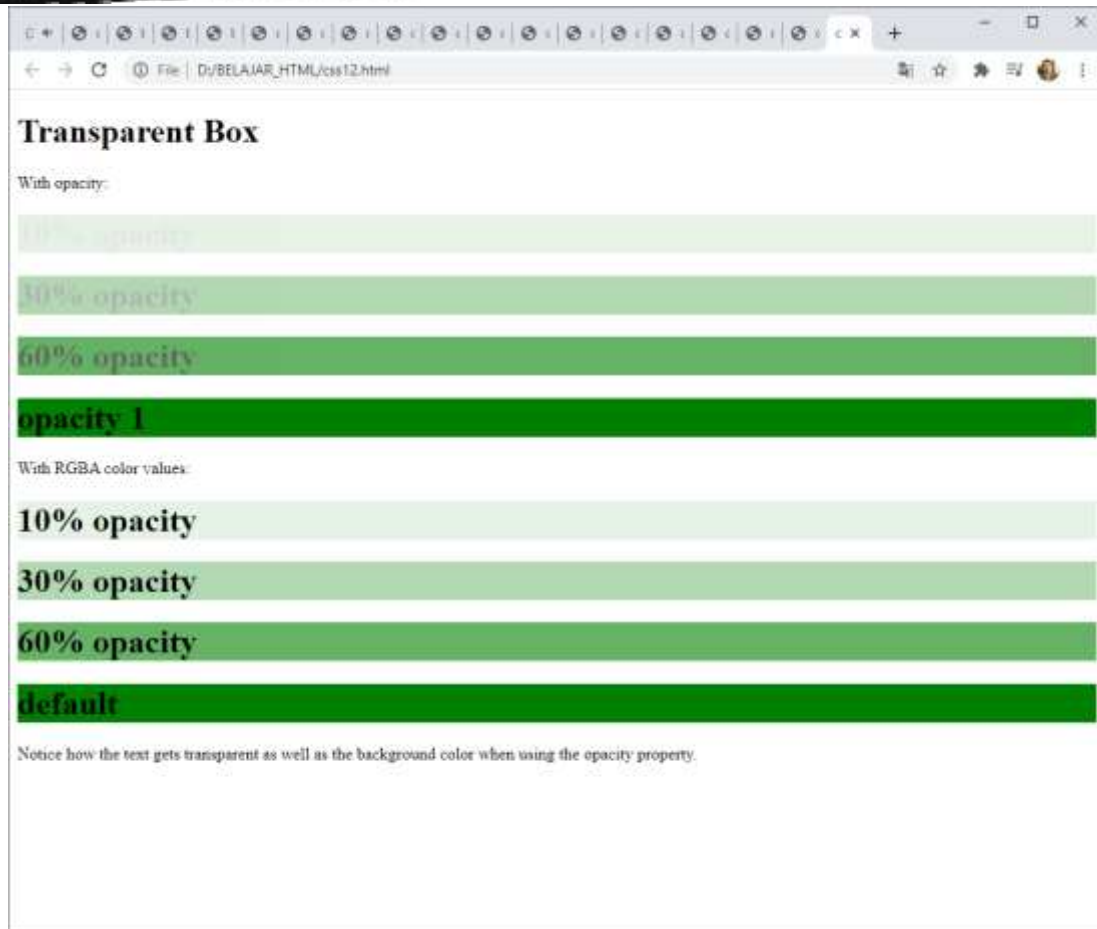 File | D:/BELAJAR_HTML/css12.html
Transparent Box
With opacity:
10% opacity
30% opacity
60% opacity
opacity 1
With RGBA color values:
10% opacity
30% opacity
60% opacity
default
Notice how the text gets transparent as well as the background color when using the opacity property.